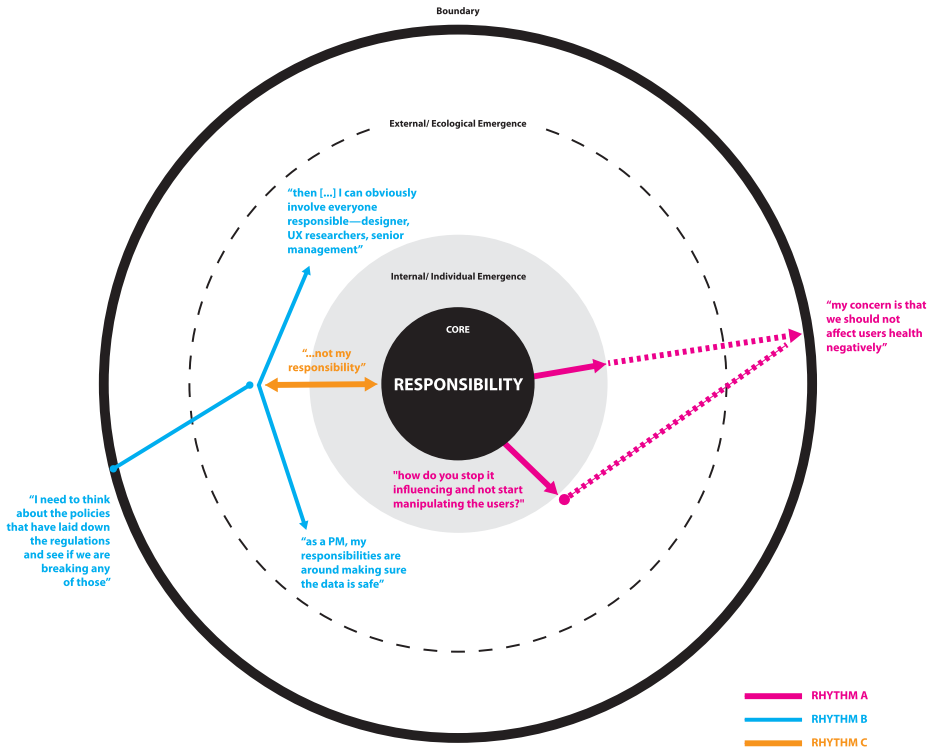 Boundary
External/ Ecological Emergence
“then [...] I can obviously
involve everyone
responsible—designer,
UX researchers, senior
management”
Internal/ Individual Emergence
CORE
RESPONSIBILITY
“...not my
responsibility”
“my concern is that
we should not
affect users health
negatively”
"how do you stop it
influencing and not start
manipulating the users?"
“I need to think
about the policies
that have laid down
the regulations
and see if we are
breaking any
of those”
“as a PM, my
responsibilities are
around making sure
the data is safe”
RHYTHM A
RHYTHM B
RHYTHM C